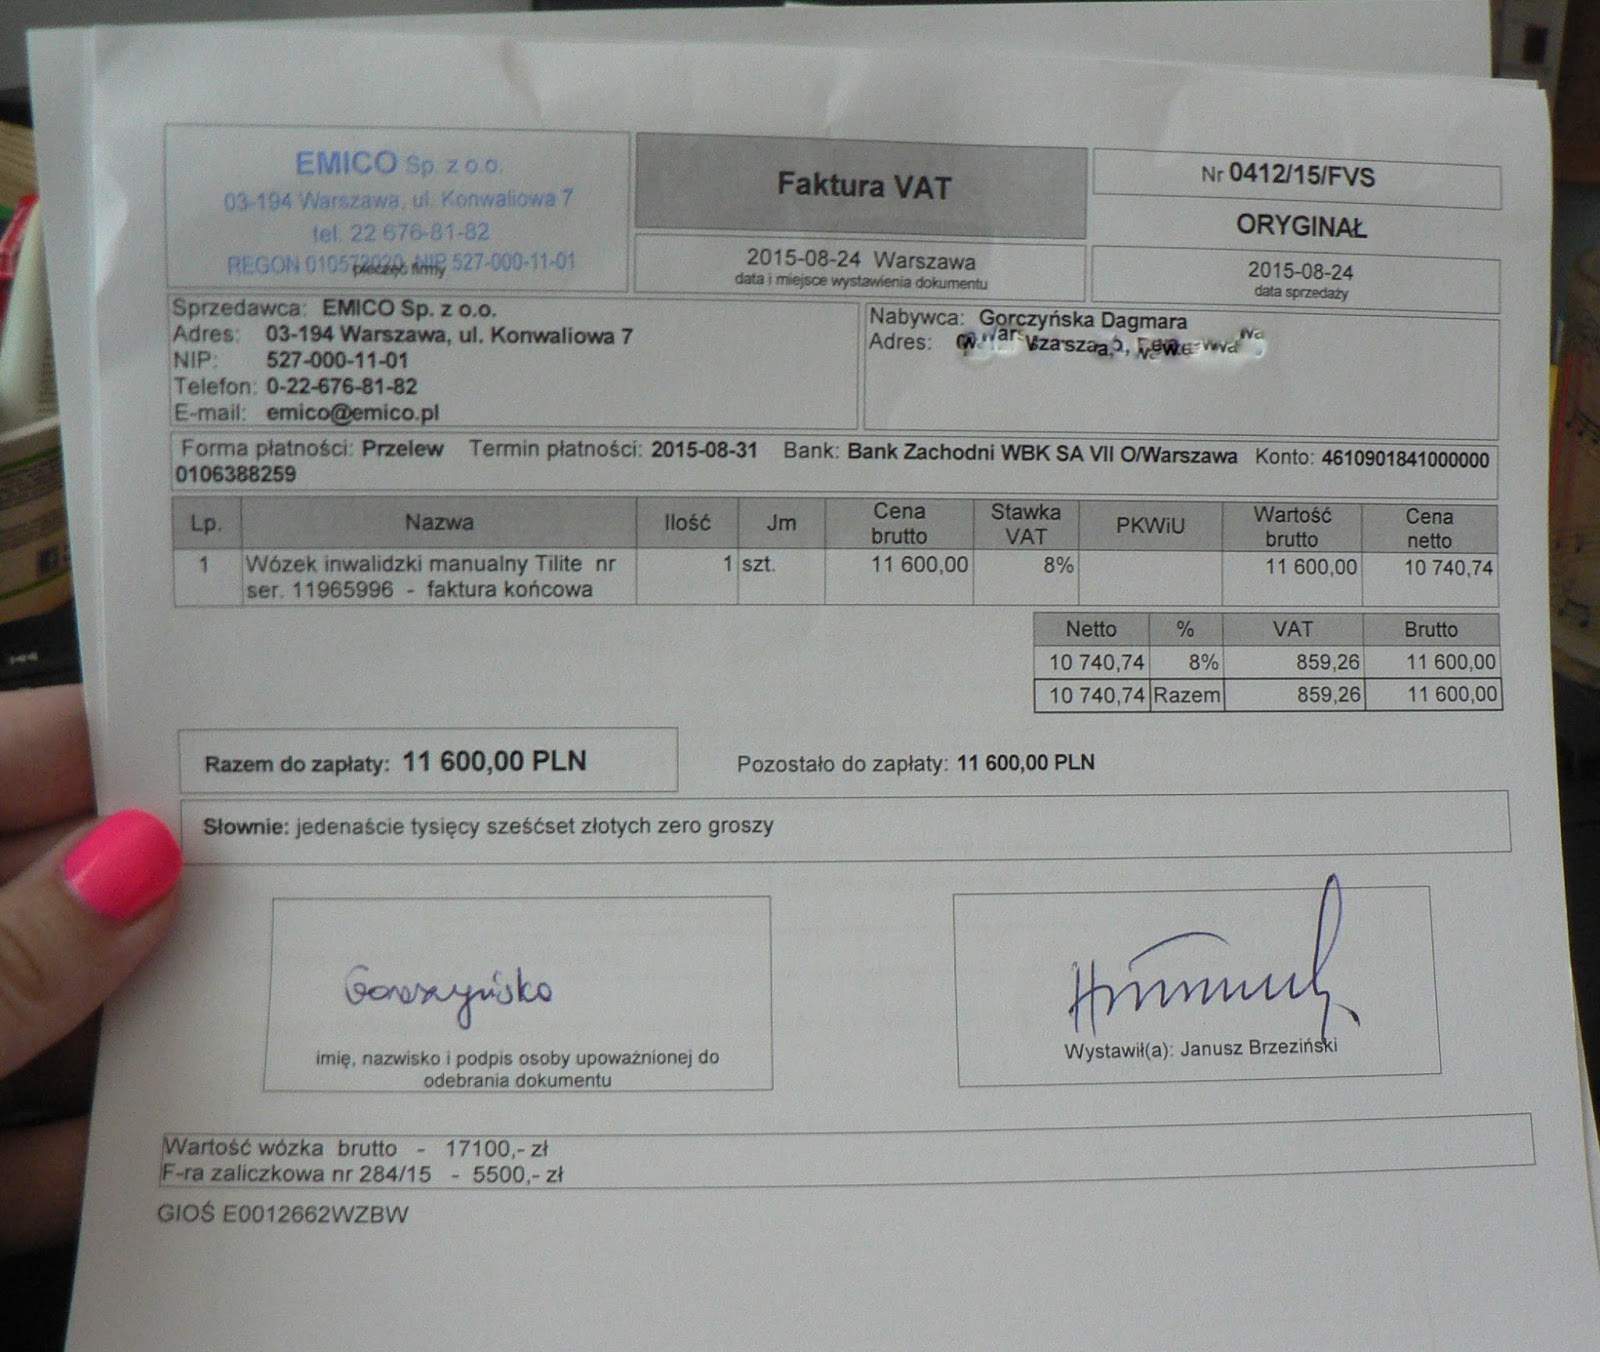 EMICO Sp. z o.o.
03-194 Warszawa, ul. Konwaliowa 7
tel. 22 676-81-82
REGON 010572020 NIP 527-000-11-01
pieczęć firmy
Faktura VAT
2015-08-24 Warszawa
data i miejsce wystawienia dokumentu
Nr 0412/15/FVS
ORYGINAŁ
2015-08-24
data sprzedaży
Sprzedawca: EMICO Sp. z o.o.
Adres: 03-194 Warszawa, ul. Konwaliowa 7
NIP: 527-000-11-01
Telefon: 0-22-676-81-82
E-mail: emico@emico.pl
Nabywca: Gorczyńska Dagmara
Adres:
Forma płatności: Przelew Termin płatności: 2015-08-31 Bank: Bank Zachodni WBK SA VII O/Warszawa Konto: 4610901841000000
0106388259
Lp. Nazwa Ilość Jm Cena brutto Stawka VAT PKWiU Wartość brutto Cena netto
1 Wózek inwalidzki manualny Tilite nr 1 szt. 11 600,00 8% 11 600,00 10 740,74
ser. 11965996 - faktura końcowa
Netto % VAT Brutto
10 740,74 8% 859,26 11 600,00
10 740,74 Razem 859,26 11 600,00
Razem do zapłaty: 11 600,00 PLN Pozostało do zapłaty: 11 600,00 PLN
Słownie: jedenaście tysięcy sześćset złotych zero groszy
Gorczyńska
imię, nazwisko i podpis osoby upoważnionej do
odebrania dokumentu
Wystawił(a): Janusz Brzeziński
Wartość wózka brutto - 17100,- zł
F-ra zaliczkowa nr 284/15 - 5500,- zł
GIOŚ E0012662WZBW